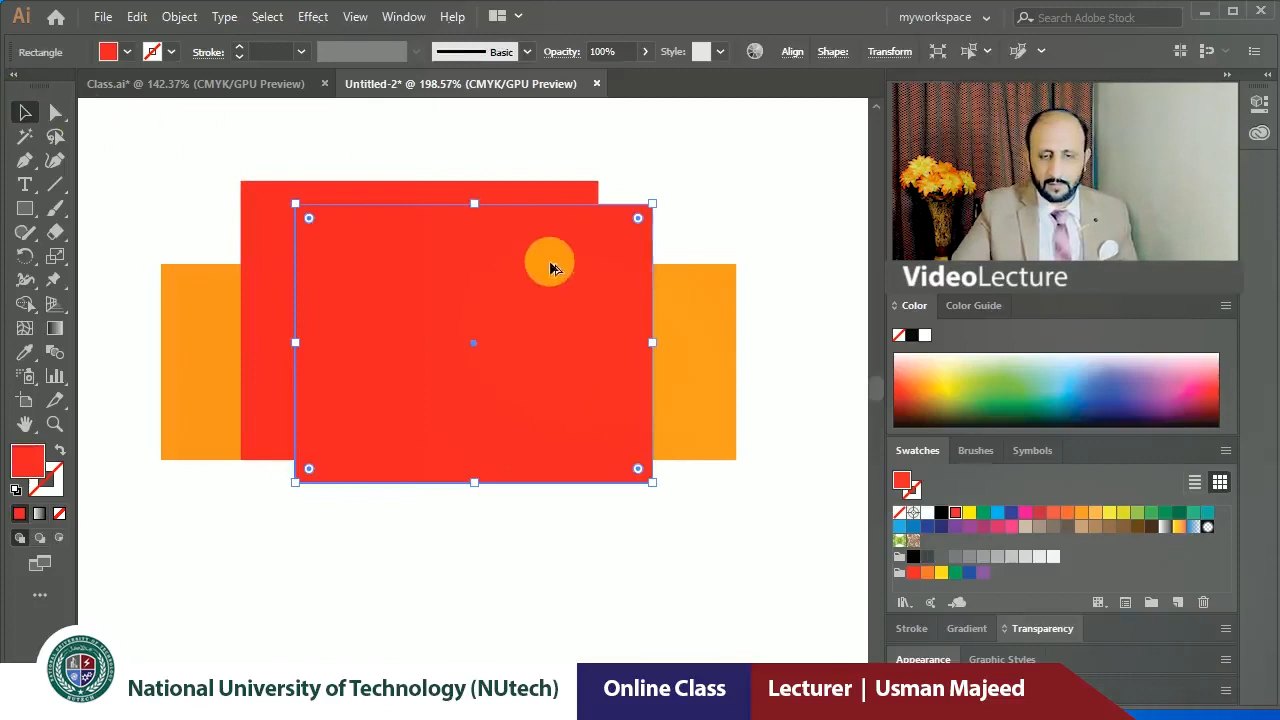 Ai
File Edit Object Type Select Effect View Window Help
myworkspace
Search Adobe Stock
Rectangle
Stroke:
Basic
Opacity: 100%
Style:
Align
Shape:
Transform
Class.ai* @ 142.37% (CMYK/GPU Preview)
Untitled-2* @ 198.57% (CMYK/GPU Preview)
VideoLecture
Color
Color Guide
Swatches
Brushes
Symbols
Stroke
Gradient
Transparency
Appearance
Graphic Styles
National University of Technology (NUtech)
Online Class
Lecturer | Usman Majeed